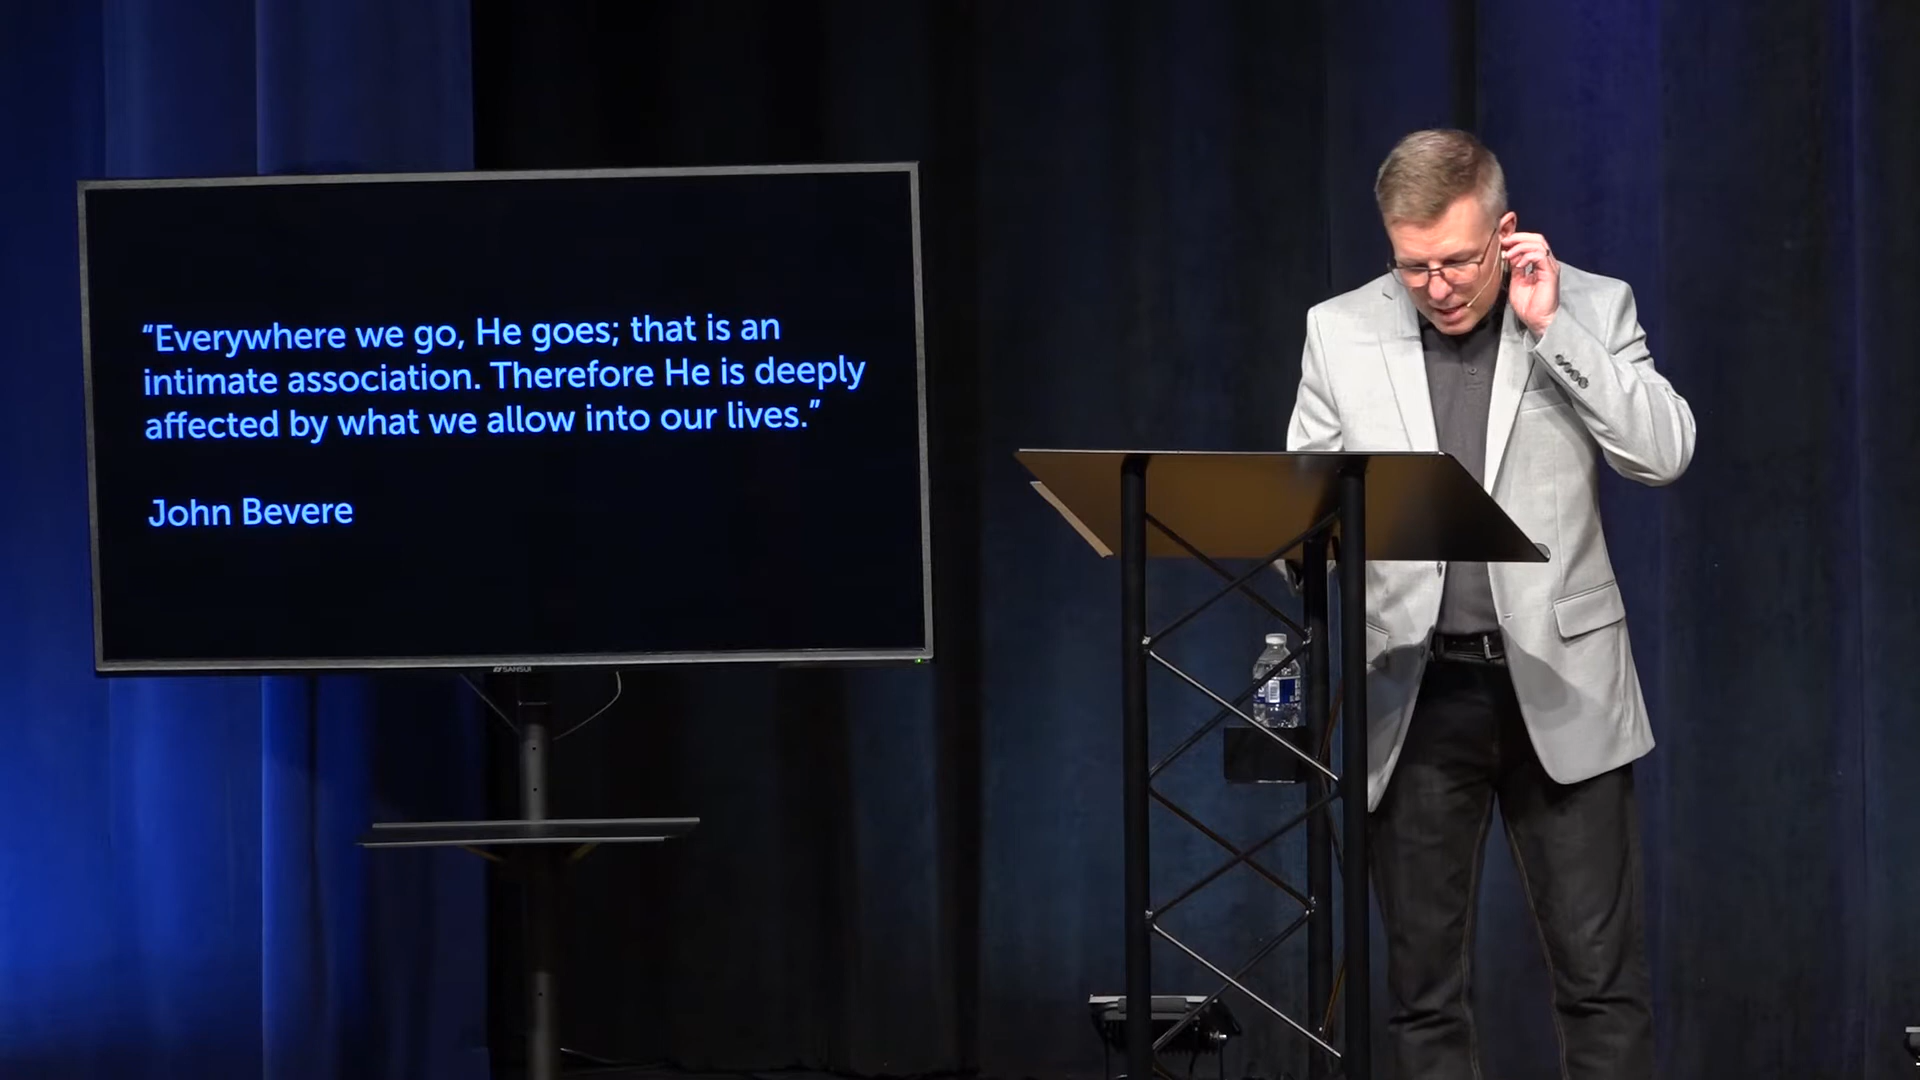 “Everywhere we go, He goes; that is an
intimate association. Therefore He is deeply
affected by what we allow into our lives.”
John Bevere
SANSUI